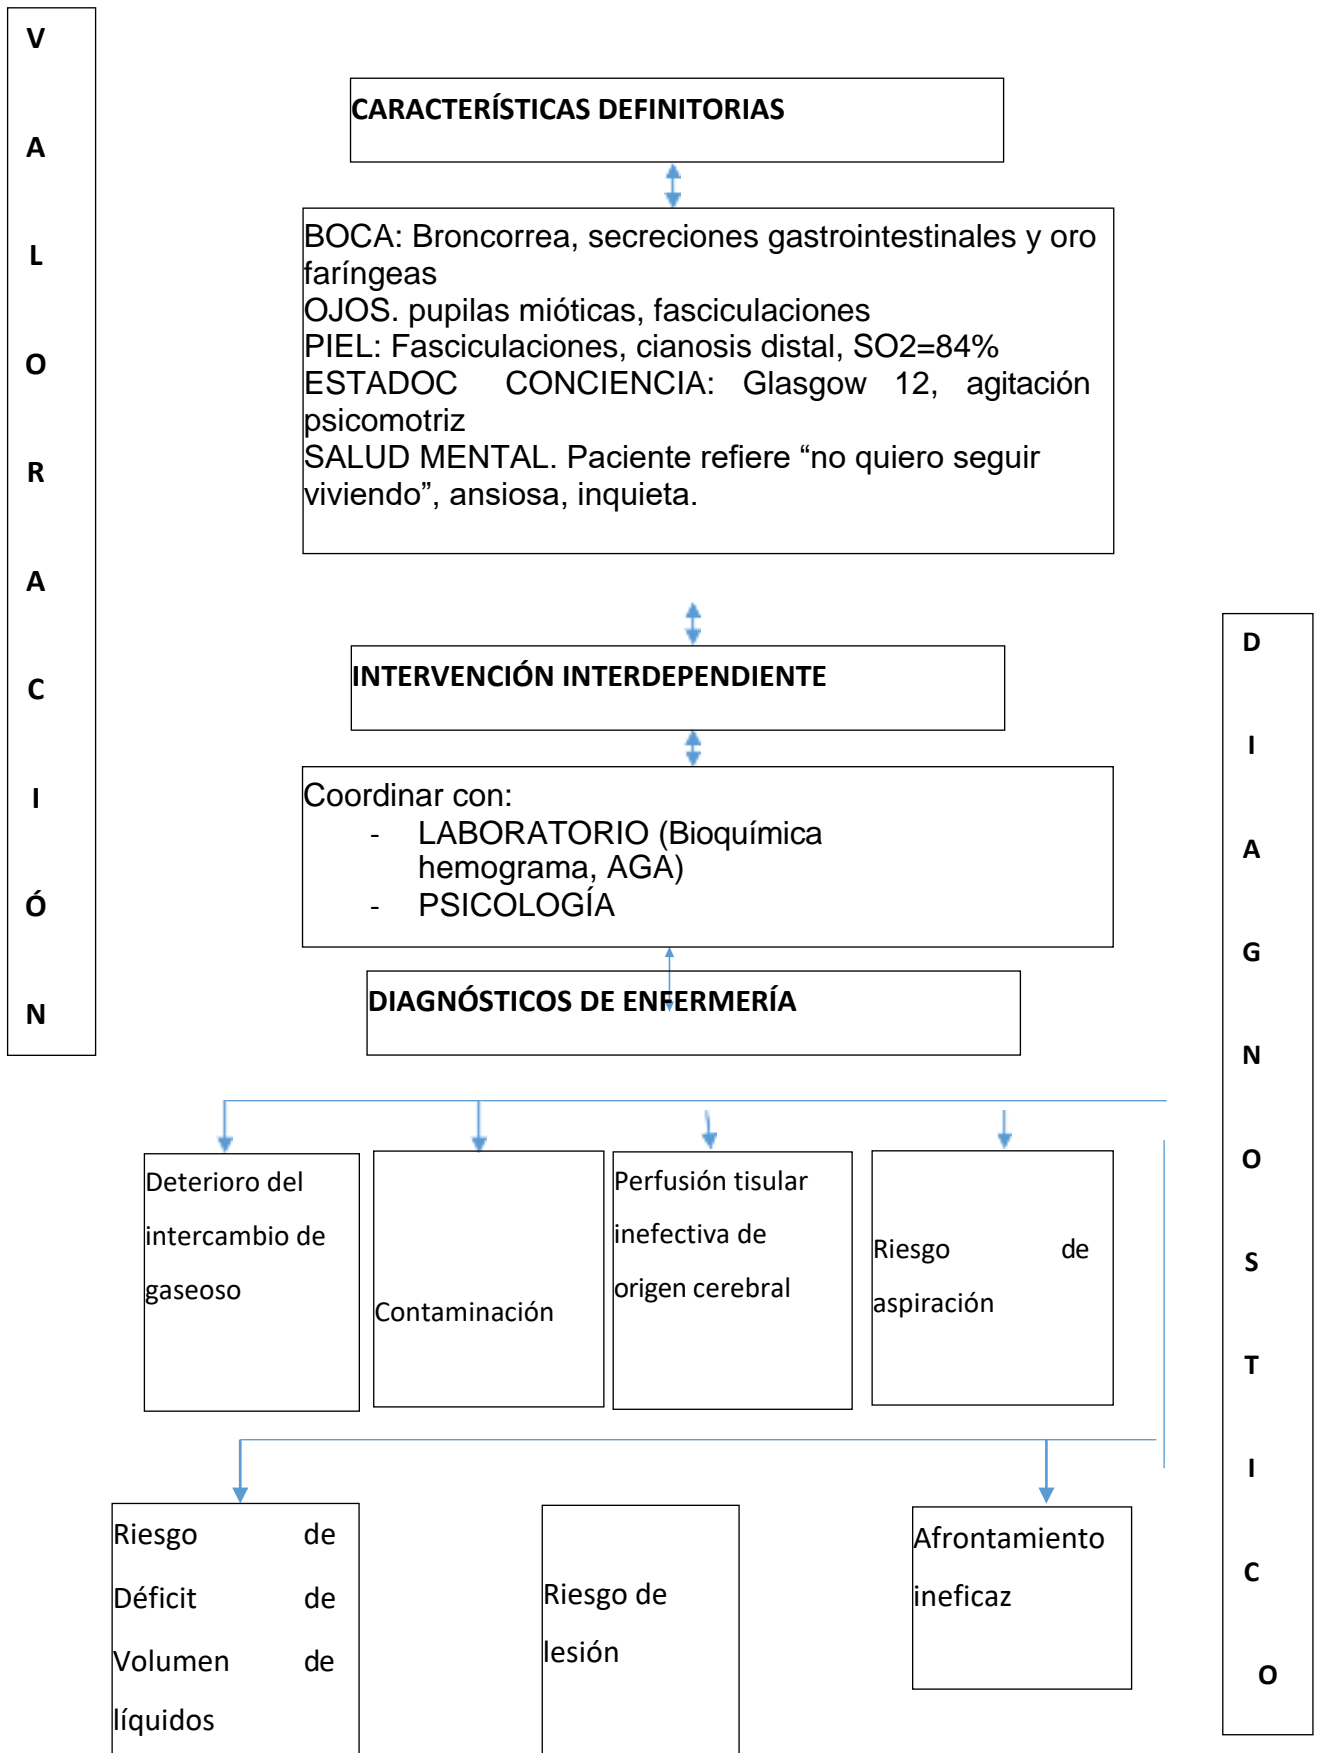 VALORACIÓN
CARACTERÍSTICAS DEFINITORIAS
BOCA: Broncorrea, secreciones gastrointestinales y oro
faríngeas
OJOS. pupilas mióticas, fasciculaciones
PIEL: Fasciculaciones, cianosis distal, SO2=84%
ESTADOC CONCIENCIA: Glasgow 12, agitación
psicomotriz
SALUD MENTAL. Paciente refiere “no quiero seguir
viviendo”, ansiosa, inquieta.
INTERVENCIÓN INTERDEPENDIENTE
Coordinar con:
- LABORATORIO (Bioquímica
hemograma, AGA)
- PSICOLOGÍA
DIAGNÓSTICOS DE ENFERMERÍA
DIAGNOSTICO
Deterioro del
intercambio de
gaseoso
Contaminación
Perfusión tisular
inefectiva de
origen cerebral
Riesgo de
aspiración
Riesgo de
Déficit de
Volumen de
líquidos
Riesgo de
lesión
Afrontamiento
ineficaz